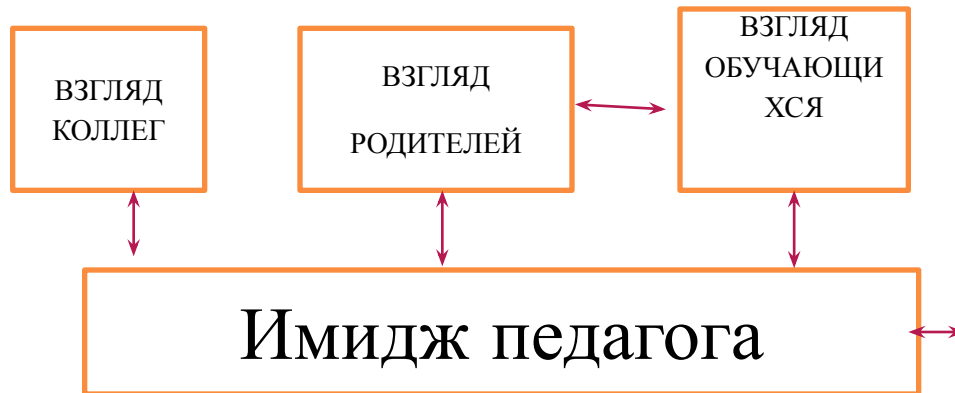 ВЗГЛЯД
КОЛЛЕГ
ВЗГЛЯД
РОДИТЕЛЕЙ
ВЗГЛЯД
ОБУЧАЮЩИ
ХСЯ
Имидж педагога